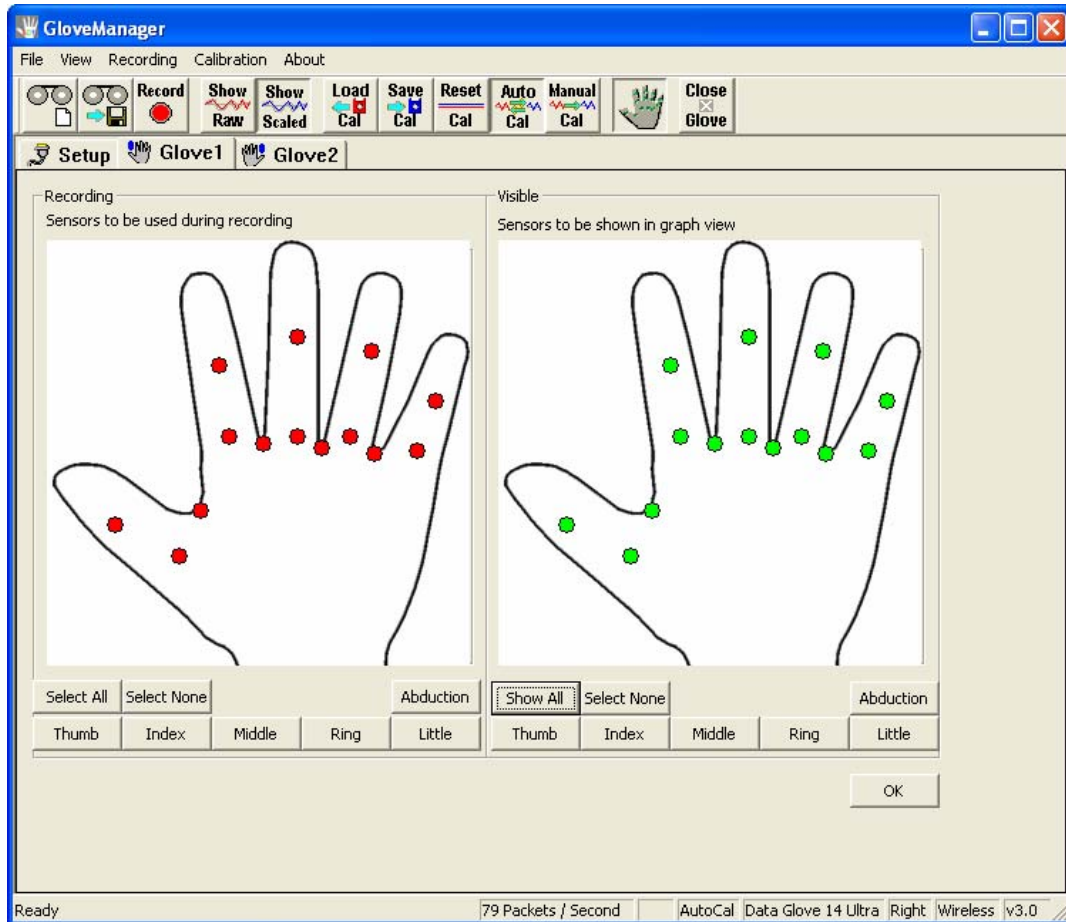 GloveManager
File View Recording Calibration About
Record Show Raw Show Scaled Load Cal Save Cal Reset Cal Auto Cal Manual Cal Close Glove
Setup Glove1 Glove2
Recording
Sensors to be used during recording
Select All Select None Abduction
Thumb Index Middle Ring Little
Visible
Sensors to be shown in graph view
Show All Select None Abduction
Thumb Index Middle Ring Little
OK
Ready 79 Packets / Second AutoCal Data Glove 14 Ultra Right Wireless v3.0